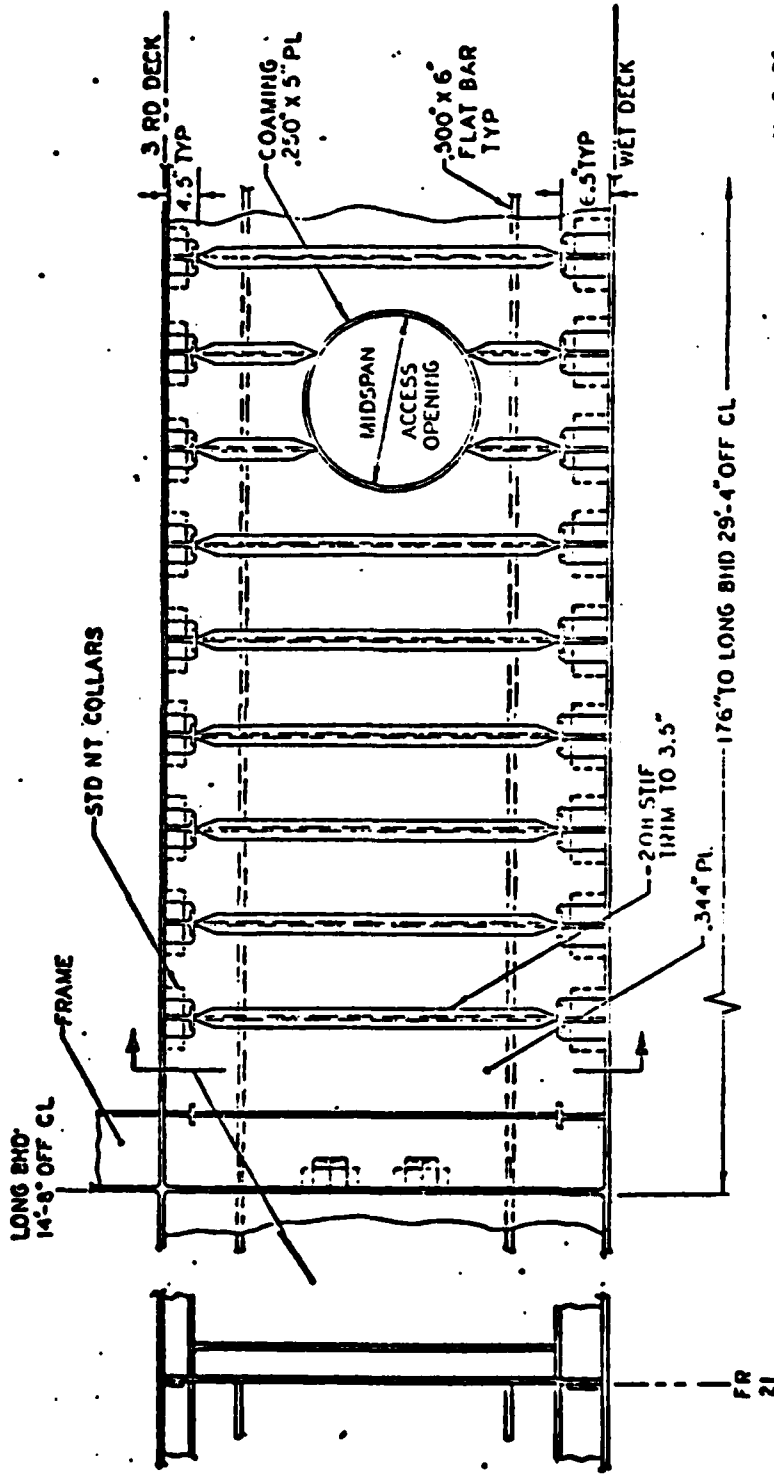 3 RD DECK
4.5" TYP
COAMING
.250" X 5" PL
.300" X 6"
FLAT BAR
TYP
6.5 TYP
WET DECK
MIDSPAN
ACCESS
OPENING
STD NT COLLARS
FRAME
LONG BHD
14'-8" OFF CL
-20H STIF
TRIM TO 3.5"
.344" PL.
176" TO LONG BHD 29'-4" OFF CL
FR
21